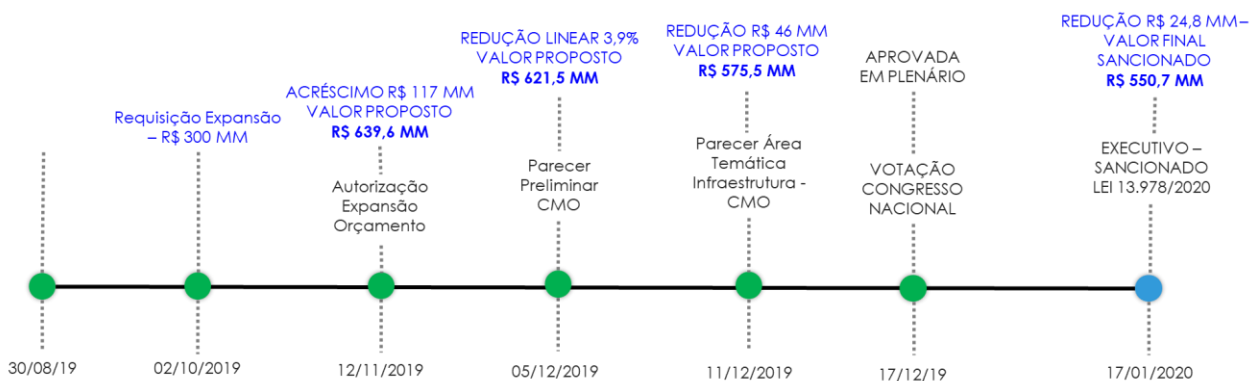 30/08/19
Requisição Expansão
– R$ 300 MM
02/10/2019
ACRÉSCIMO R$ 117 MM
VALOR PROPOSTO
R$ 639,6 MM
Autorização
Expansão
Orçamento
12/11/2019
REDUÇÃO LINEAR 3,9%
VALOR PROPOSTO
R$ 621,5 MM
Parecer
Preliminar
CMO
05/12/2019
REDUÇÃO R$ 46 MM
VALOR PROPOSTO
R$ 575,5 MM
Parecer Área
Temática
Infraestrutura -
CMO
11/12/2019
APROVADA
EM PLENÁRIO
VOTAÇÃO
CONGRESSO
NACIONAL
17/12/19
REDUÇÃO R$ 24,8 MM–
VALOR FINAL
SANCIONADO
R$ 550,7 MM
EXECUTIVO –
SANCIONADO
LEI 13.978/2020
17/01/2020